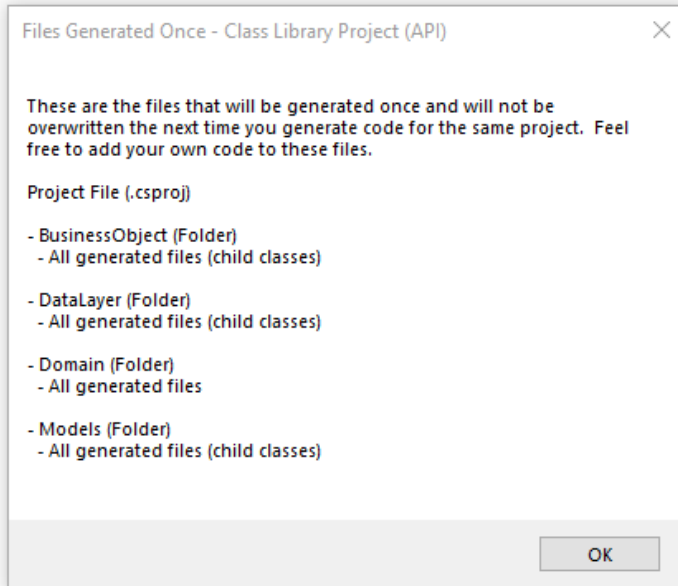 Files Generated Once - Class Library Project (API)
These are the files that will be generated once and will not be
overwritten the next time you generate code for the same project.  Feel
free to add your own code to these files.
Project File (.csproj)
- BusinessObject (Folder)
- All generated files (child classes)
- DataLayer (Folder)
- All generated files (child classes)
- Domain (Folder)
- All generated files
- Models (Folder)
- All generated files (child classes)
OK